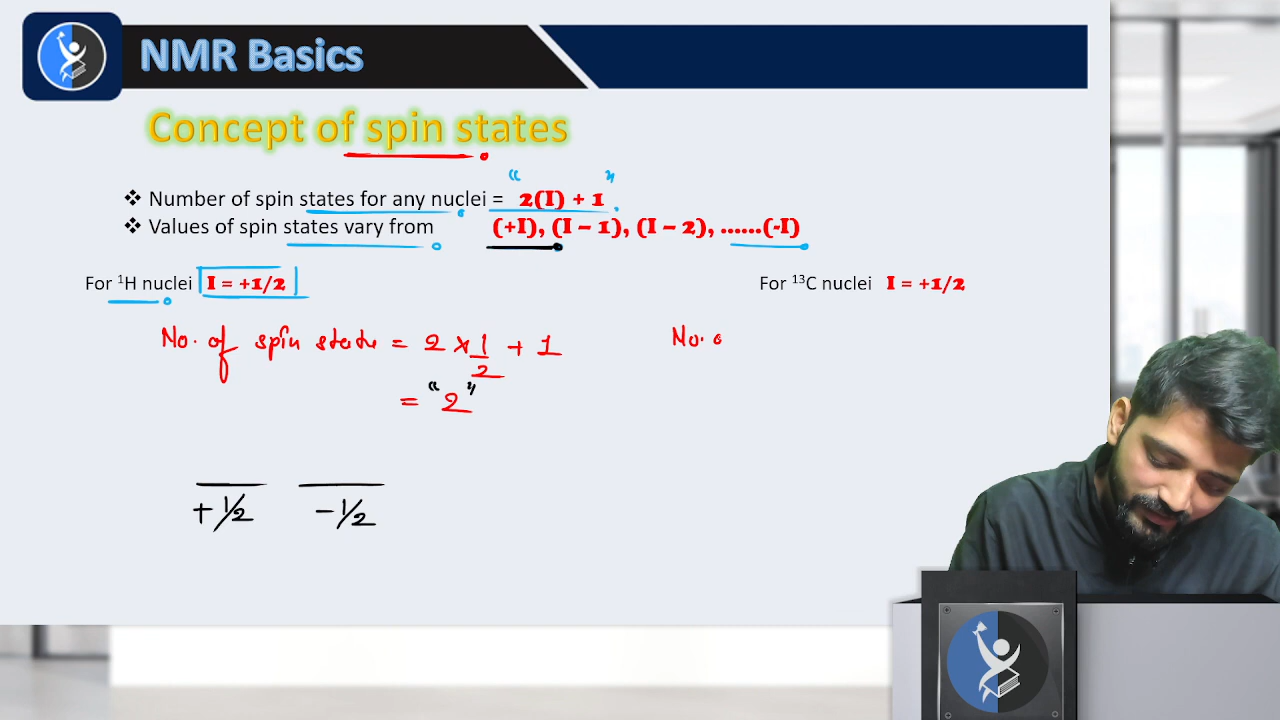 NMR Basics
Concept of spin states
❖ Number of spin states for any nuclei = “ 2(I) + 1 ”
❖ Values of spin states vary from (+I), (I – 1), (I – 2), ......(-I)
For ¹H nuclei I = +1/2
For ¹³C nuclei I = +1/2
No. of spin state = 2 × 1/2 + 1
= “2”
No. o
+ 1/2 - 1/2